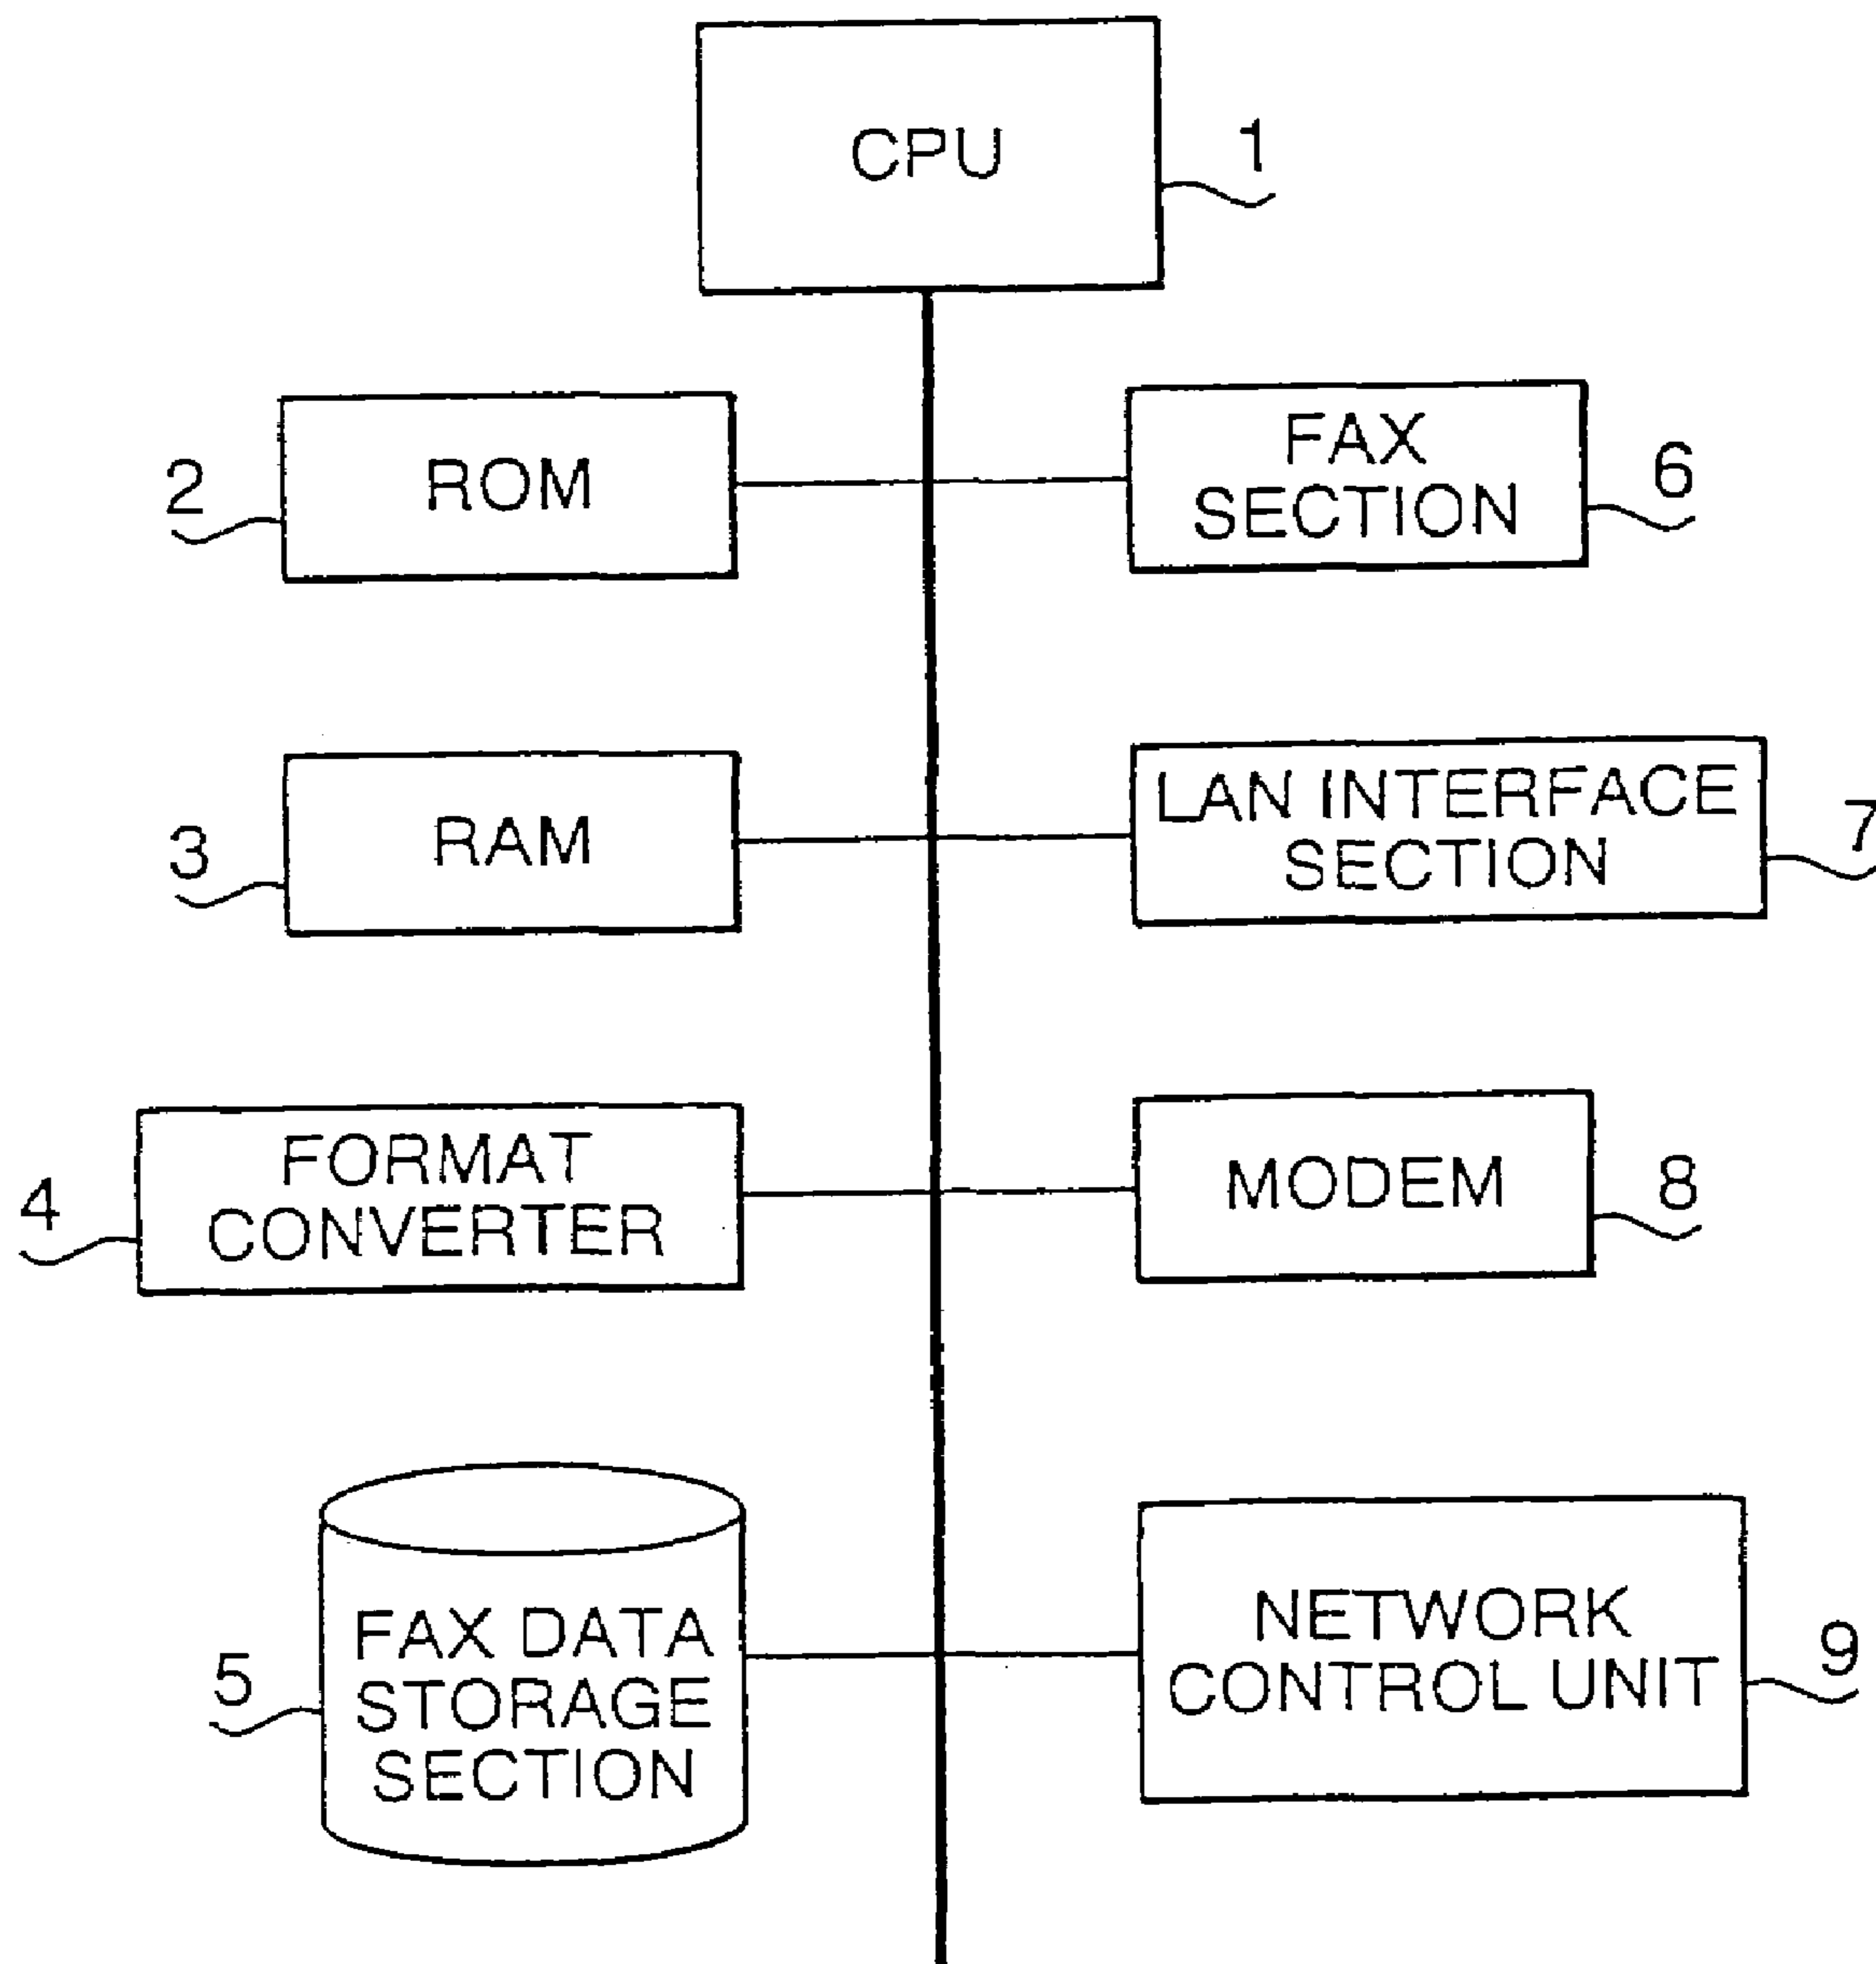 CPU
1
ROM
2
FAX
SECTION
6
RAM
3
LAN INTERFACE
SECTION
7
FORMAT
CONVERTER
4
MODEM
8
FAX DATA
STORAGE
SECTION
5
NETWORK
CONTROL UNIT
9